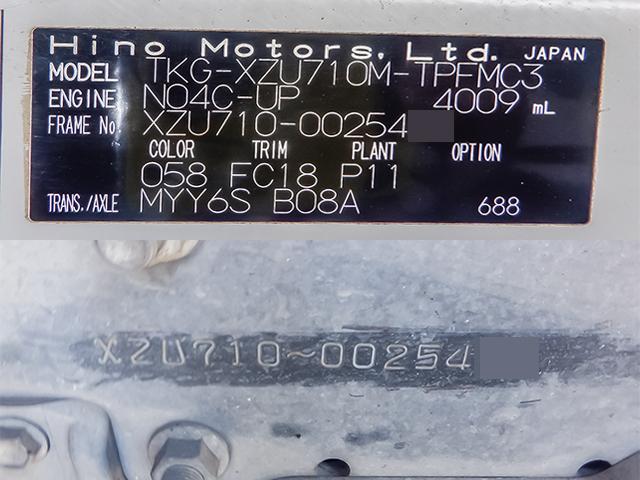 Hino Motors, Ltd. JAPAN
MODEL TKG-XZU710M-TPFMC3
ENGINE N04C-UP 4009 mL
FRAME No. XZU710-00254
COLOR TRIM PLANT OPTION
058 FC18 P11
TRANS./AXLE MYY6S B08A 688
XZU710-00254